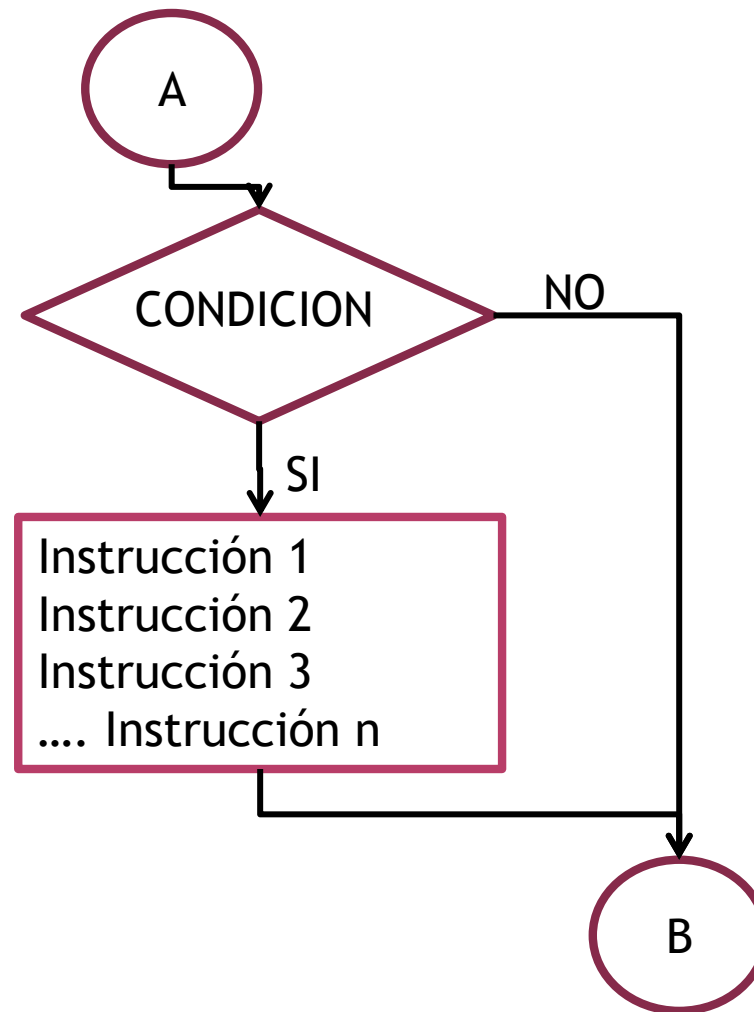 A
CONDICION
NO
SI
Instrucción 1
Instrucción 2
Instrucción 3
.... Instrucción n
B